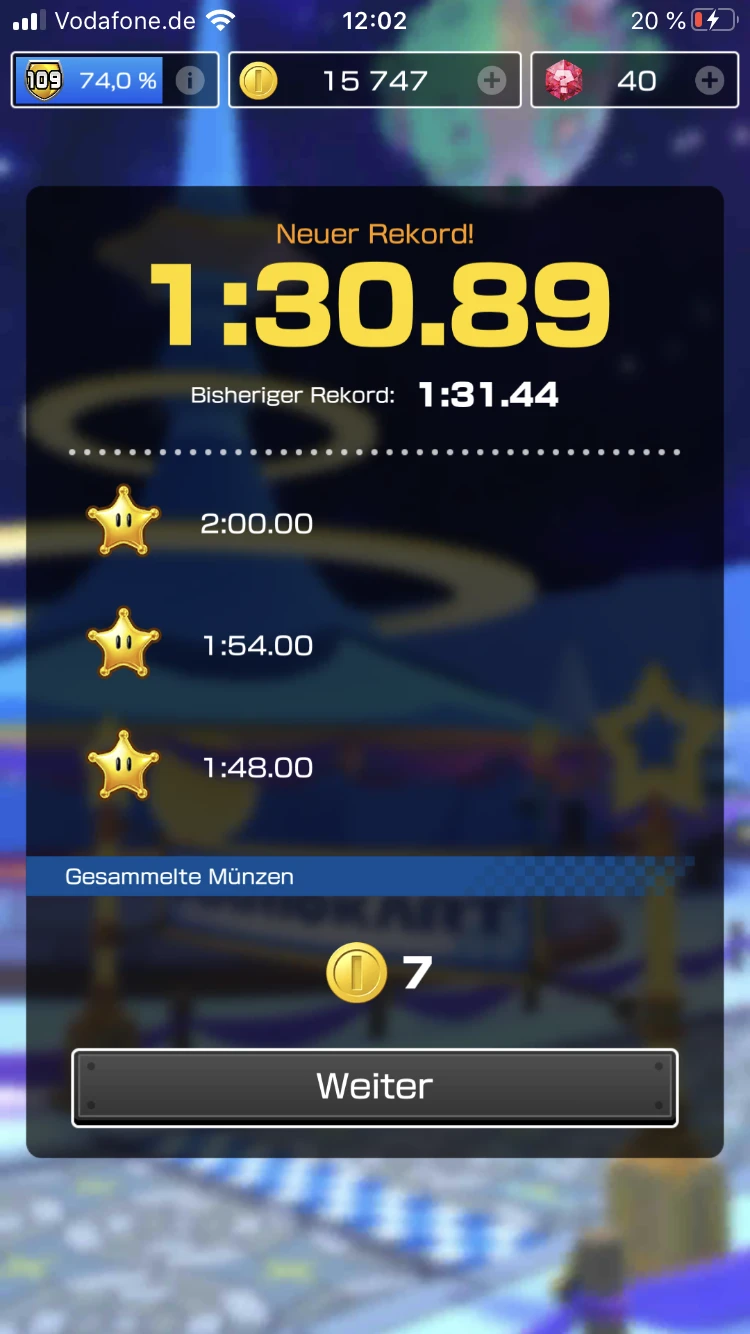 Vodafone.de 12:02 20 %
109 74,0 % i 15 747 + 40 +
Neuer Rekord!
1:30.89
Bisheriger Rekord: 1:31.44
2:00.00
1:54.00
1:48.00
Gesammelte Münzen
MARIOKART
7
Weiter